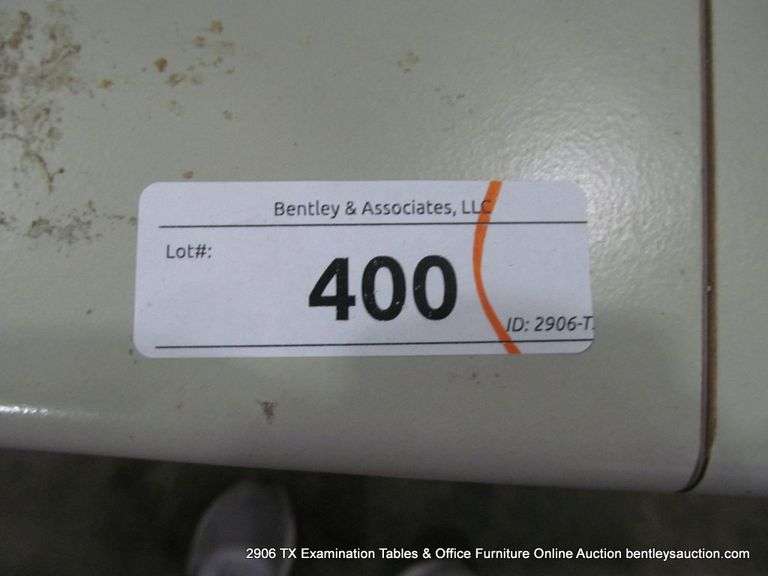 Bentley & Associates, LLC
Lot#:
400
ID: 2906-T
2906 TX Examination Tables & Office Furniture Online Auction bentleysauction.com